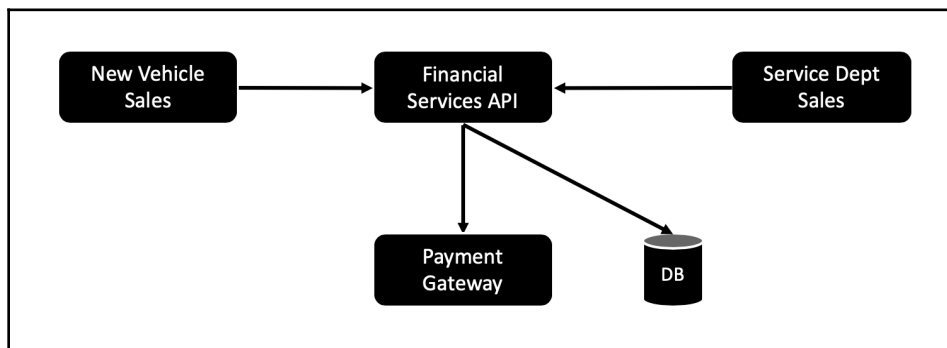 New Vehicle
Sales
Financial
Services API
Service Dept
Sales
Payment
Gateway
DB